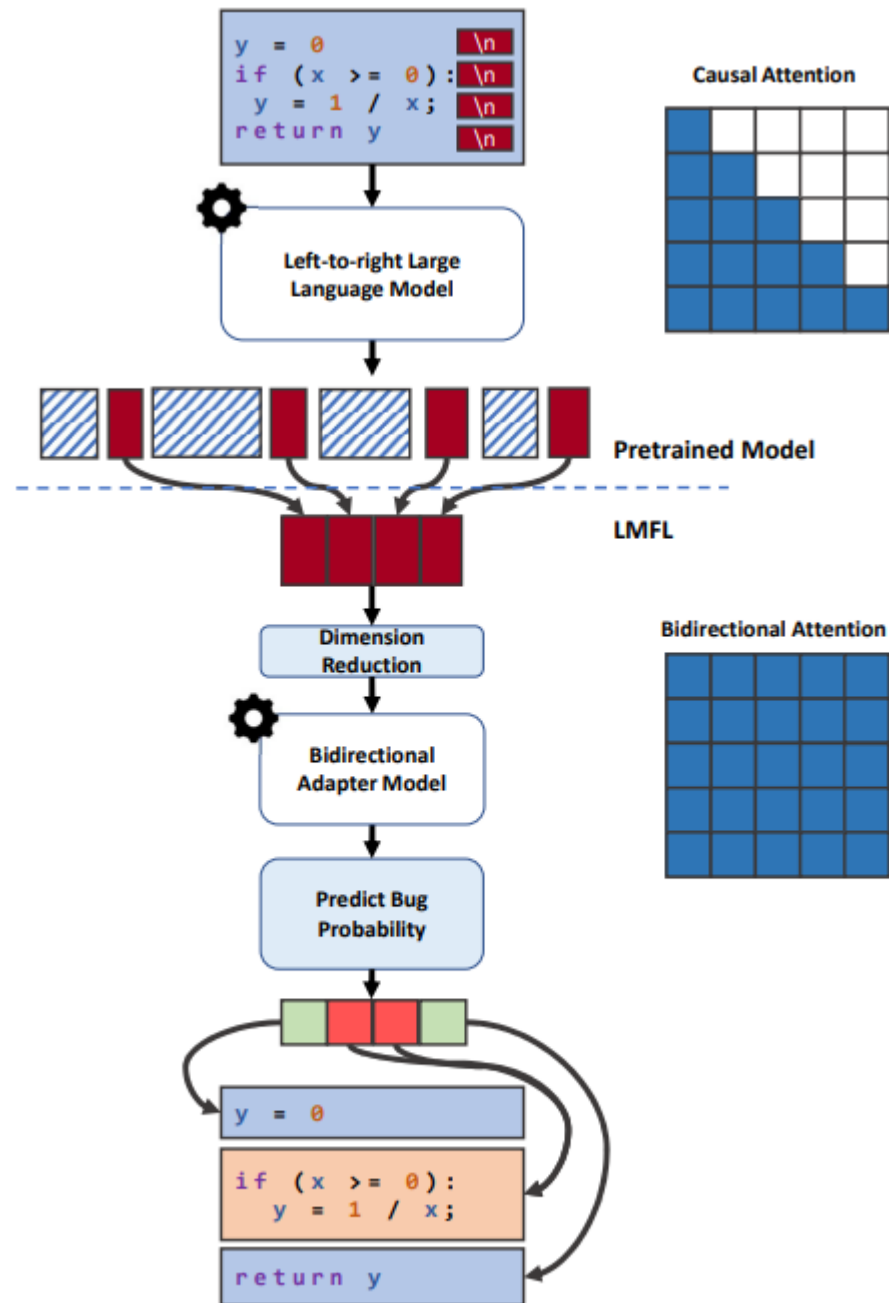 y = 0 \n
if (x >= 0): \n
y = 1 / x; \n
return y \n
Causal Attention
Left-to-right Large
Language Model
Pretrained Model
LMFL
Dimension
Reduction
Bidirectional Attention
Bidirectional
Adapter Model
Predict Bug
Probability
y = 0
if (x >= 0):
y = 1 / x;
return y